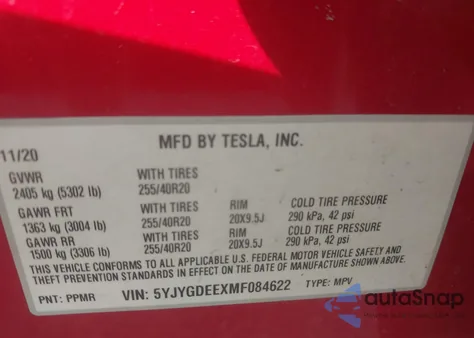 MFD BY TESLA, INC.
11/20
GVWR WITH TIRES
2405 kg (5302 lb) 255/40R20
GAWR FRT WITH TIRES RIM COLD TIRE PRESSURE
1363 kg (3004 lb) 255/40R20 20X9.5J 290 kPa, 42 psi
GAWR RR WITH TIRES RIM COLD TIRE PRESSURE
1500 kg (3306 lb) 255/40R20 20X9.5J 290 kPa, 42 psi
THIS VEHICLE CONFORMS TO ALL APPLICABLE U.S. FEDERAL MOTOR VEHICLE SAFETY AND
THEFT PREVENTION STANDARDS IN EFFECT ON THE DATE OF MANUFACTURE SHOWN ABOVE.
PNT: PPMR VIN: 5YJYGDEEXMF084622 TYPE: MPV
autoSnap